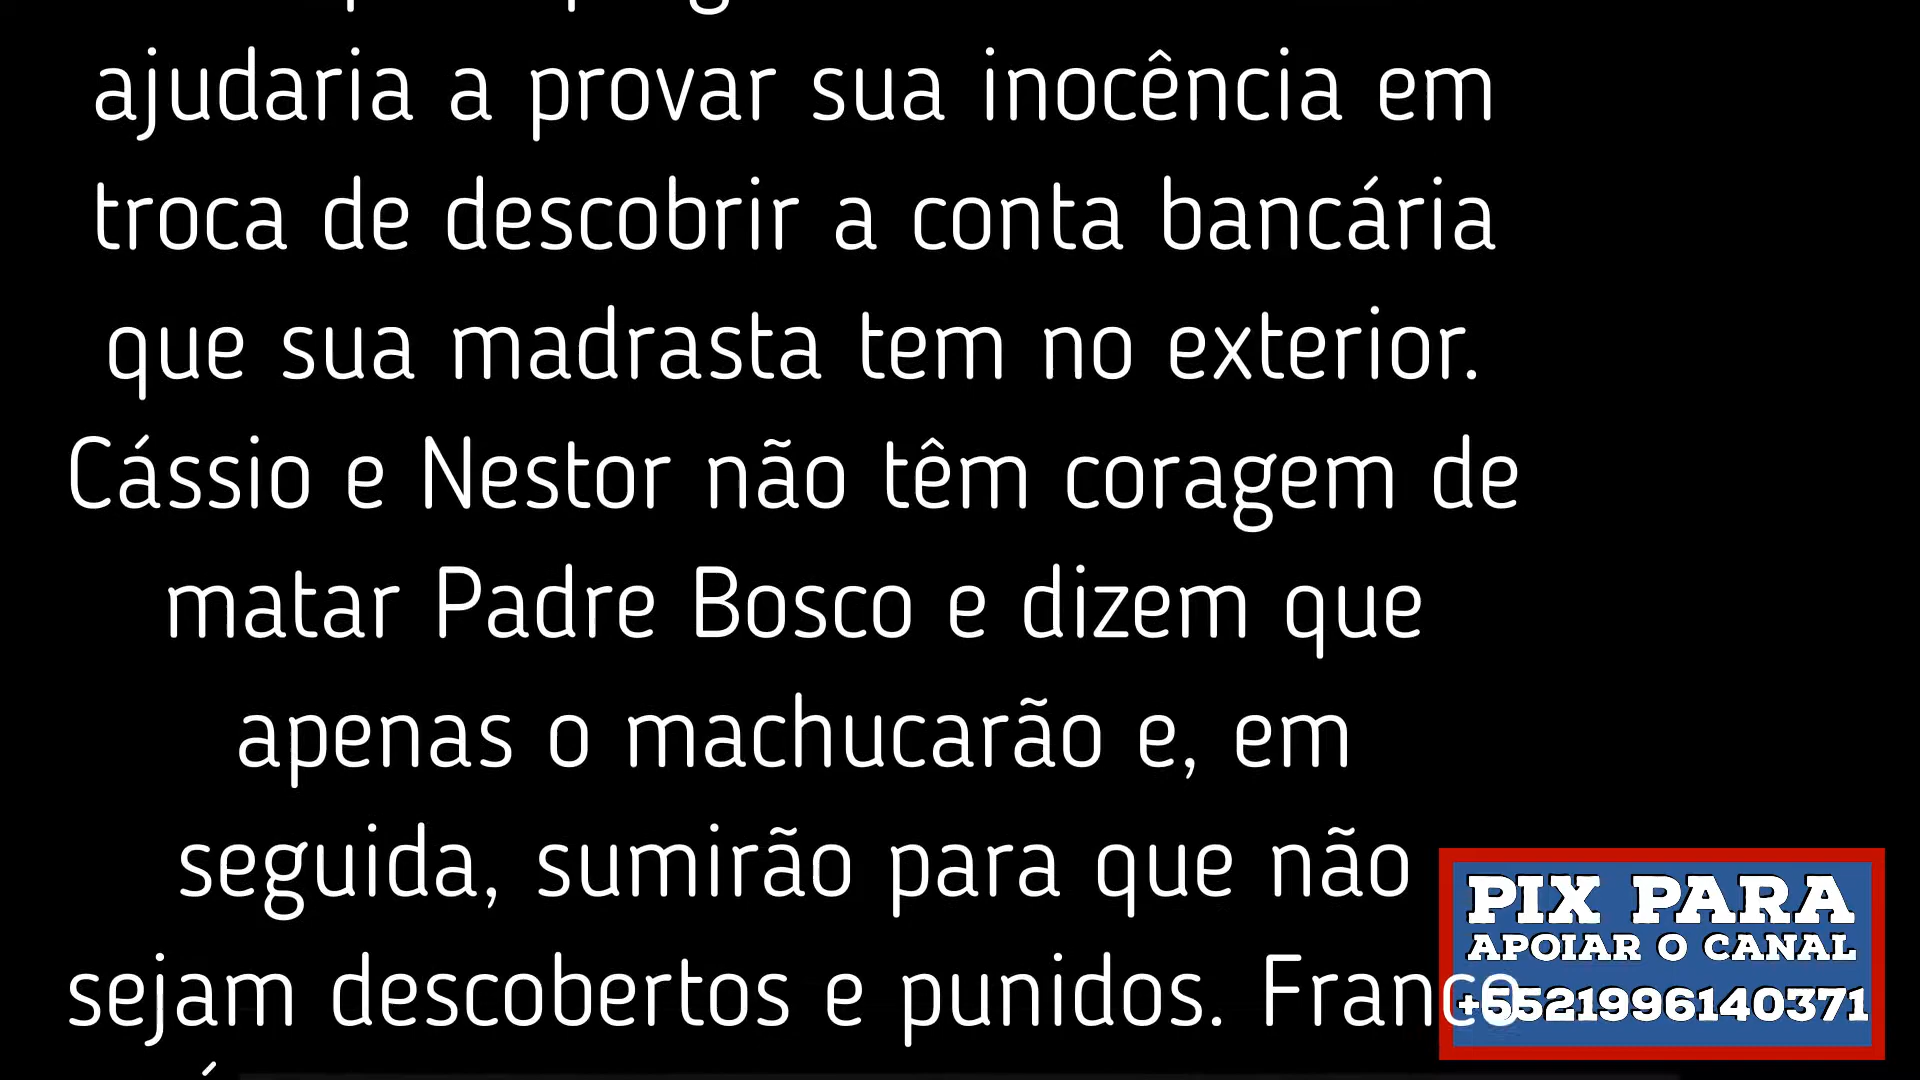 ajudaria a provar sua inocência em
troca de descobrir a conta bancária
que sua madrasta tem no exterior.
Cássio e Nestor não têm coragem de
matar Padre Bosco e dizem que
apenas o machucarão e, em
seguida, sumirão para que não
sejam descobertos e punidos. Franco
PIX PARA
APOIAR O CANAL
+5521996140371